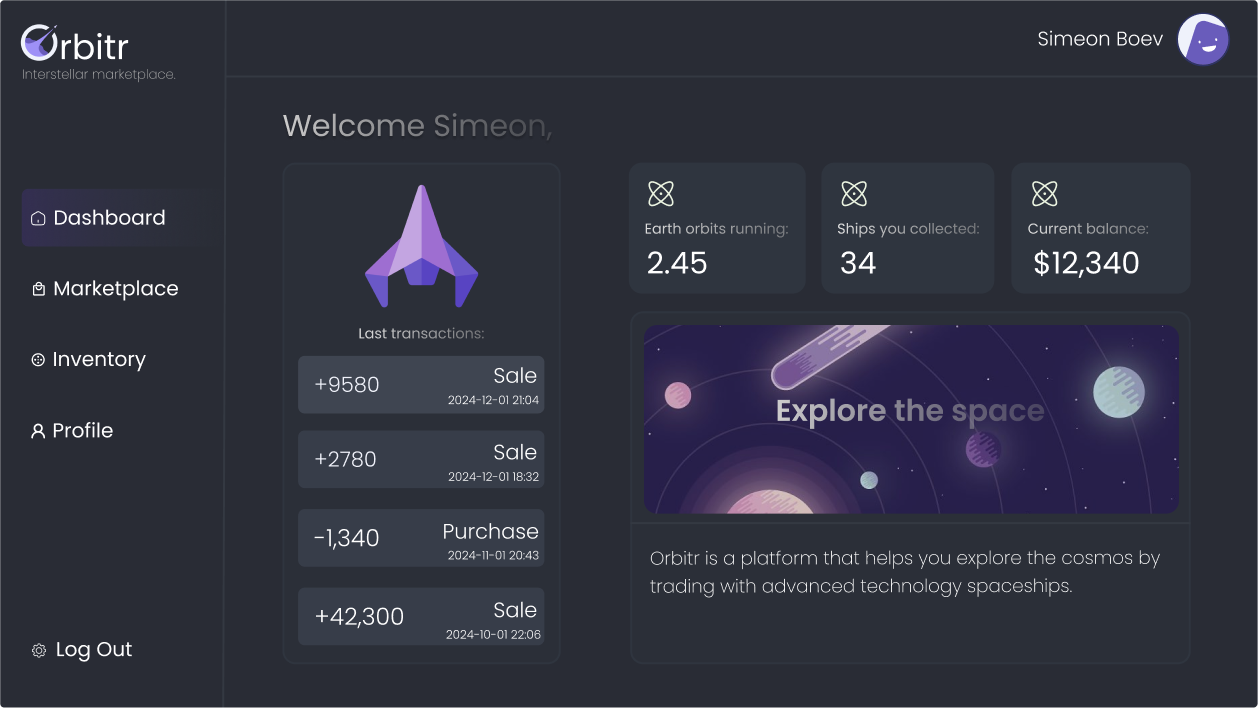 Orbitr
Interstellar marketplace.
Simeon Boev
Dashboard
Marketplace
Inventory
Profile
Log Out
Welcome Simeon,
Last transactions:
+9580
Sale
2024-12-01 21:04
+2780
Sale
2024-12-01 18:32
-1,340
Purchase
2024-11-01 20:43
+42,300
Sale
2024-10-01 22:06
Earth orbits running:
2.45
Ships you collected:
34
Current balance:
$12,340
Explore the space
Orbitr is a platform that helps you explore the cosmos by
trading with advanced technology spaceships.